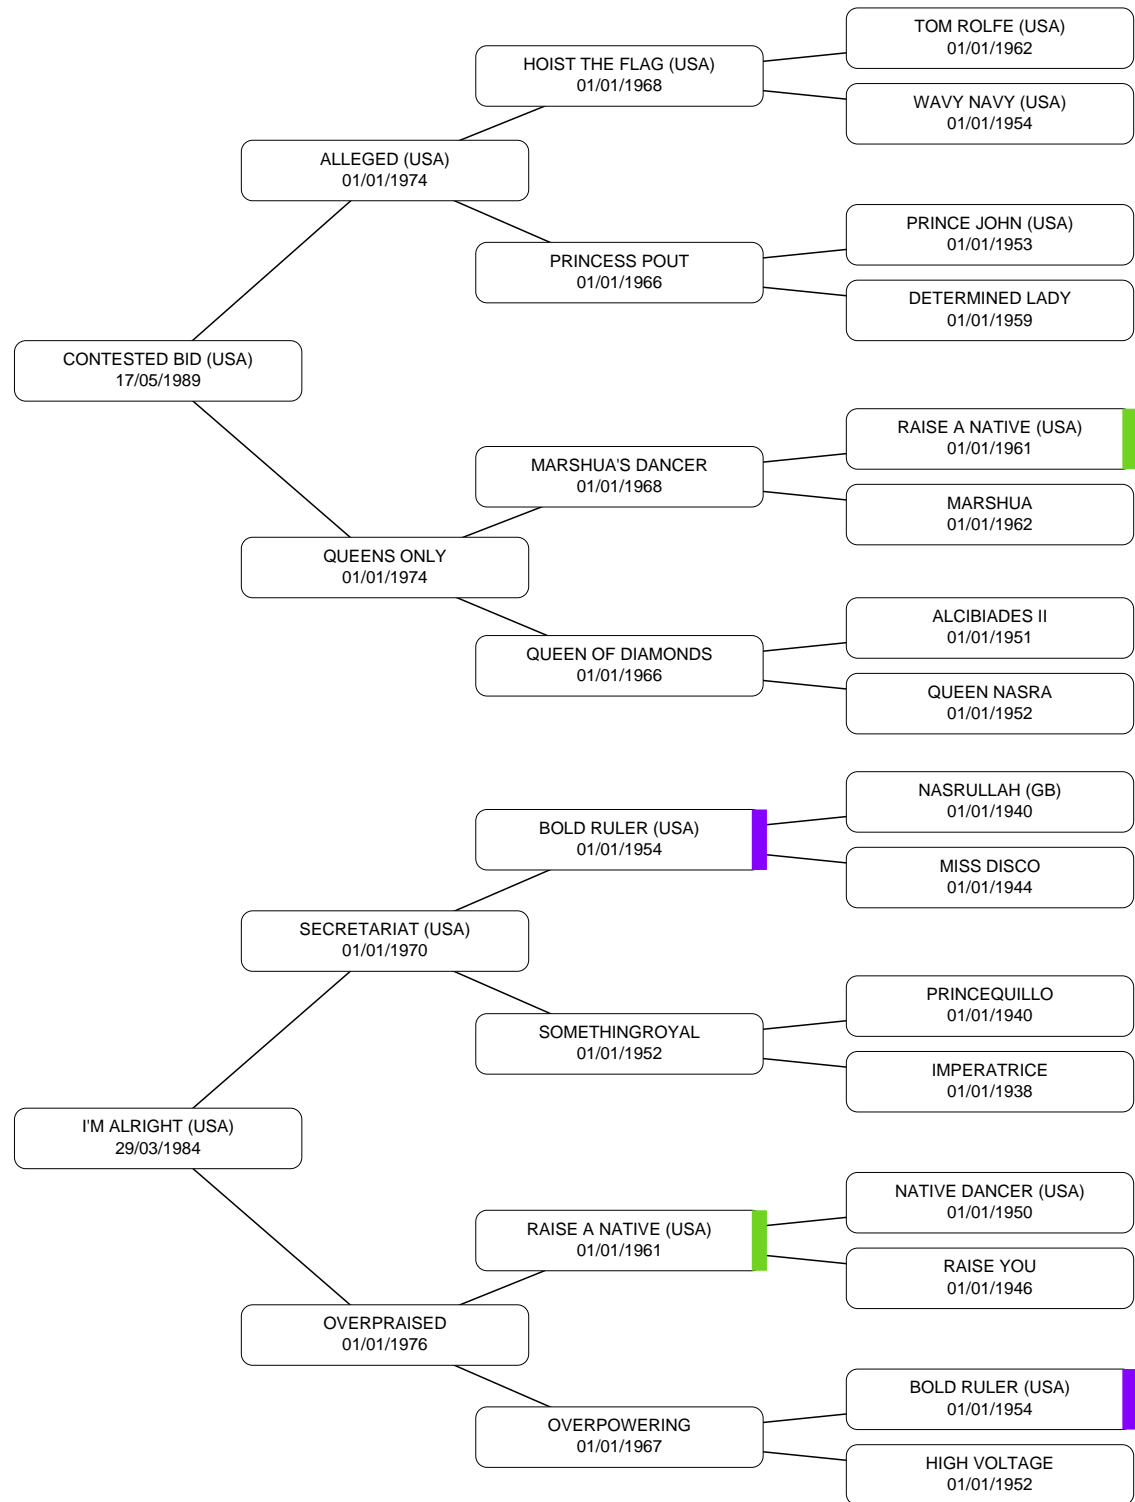 TOM ROLFE (USA)
01/01/1962
HOIST THE FLAG (USA)
01/01/1968
WAVY NAVY (USA)
01/01/1954
ALLEGED (USA)
01/01/1974
PRINCE JOHN (USA)
01/01/1953
PRINCESS POUT
01/01/1966
DETERMINED LADY
01/01/1959
CONTESTED BID (USA)
17/05/1989
RAISE A NATIVE (USA)
01/01/1961
MARSHUA'S DANCER
01/01/1968
MARSHUA
01/01/1962
QUEENS ONLY
01/01/1974
ALCIBIADES II
01/01/1951
QUEEN OF DIAMONDS
01/01/1966
QUEEN NASRA
01/01/1952
NASRULLAH (GB)
01/01/1940
BOLD RULER (USA)
01/01/1954
MISS DISCO
01/01/1944
SECRETARIAT (USA)
01/01/1970
PRINCEQUILLO
01/01/1940
SOMETHINGROYAL
01/01/1952
IMPERATRICE
01/01/1938
I'M ALRIGHT (USA)
29/03/1984
NATIVE DANCER (USA)
01/01/1950
RAISE A NATIVE (USA)
01/01/1961
RAISE YOU
01/01/1946
OVERPRAISED
01/01/1976
BOLD RULER (USA)
01/01/1954
OVERPOWERING
01/01/1967
HIGH VOLTAGE
01/01/1952